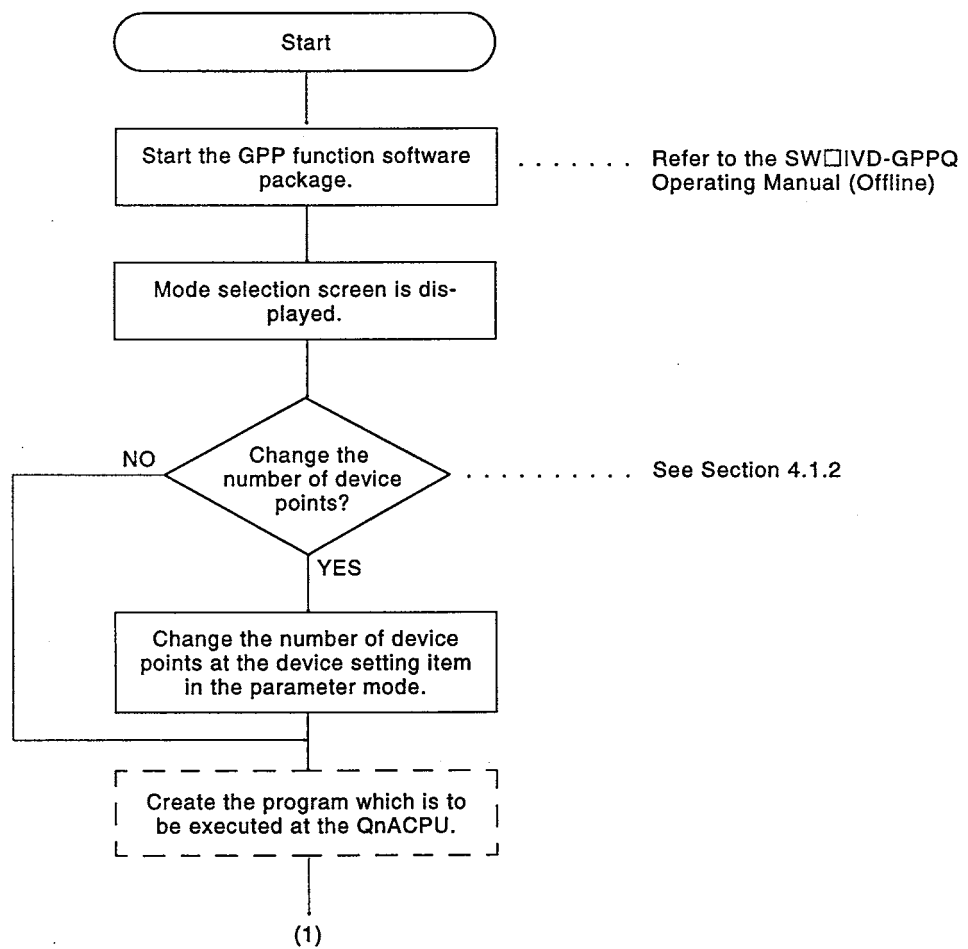 Start
Start the GPP function software
package.
. . . . . . . Refer to the SW□IVD-GPPQ
Operating Manual (Offline)
Mode selection screen is dis-
played.
NO
Change the
number of device
points?
. . . . . . . . . . See Section 4.1.2
YES
Change the number of device
points at the device setting item
in the parameter mode.
Create the program which is to
be executed at the QnACPU.
(1)